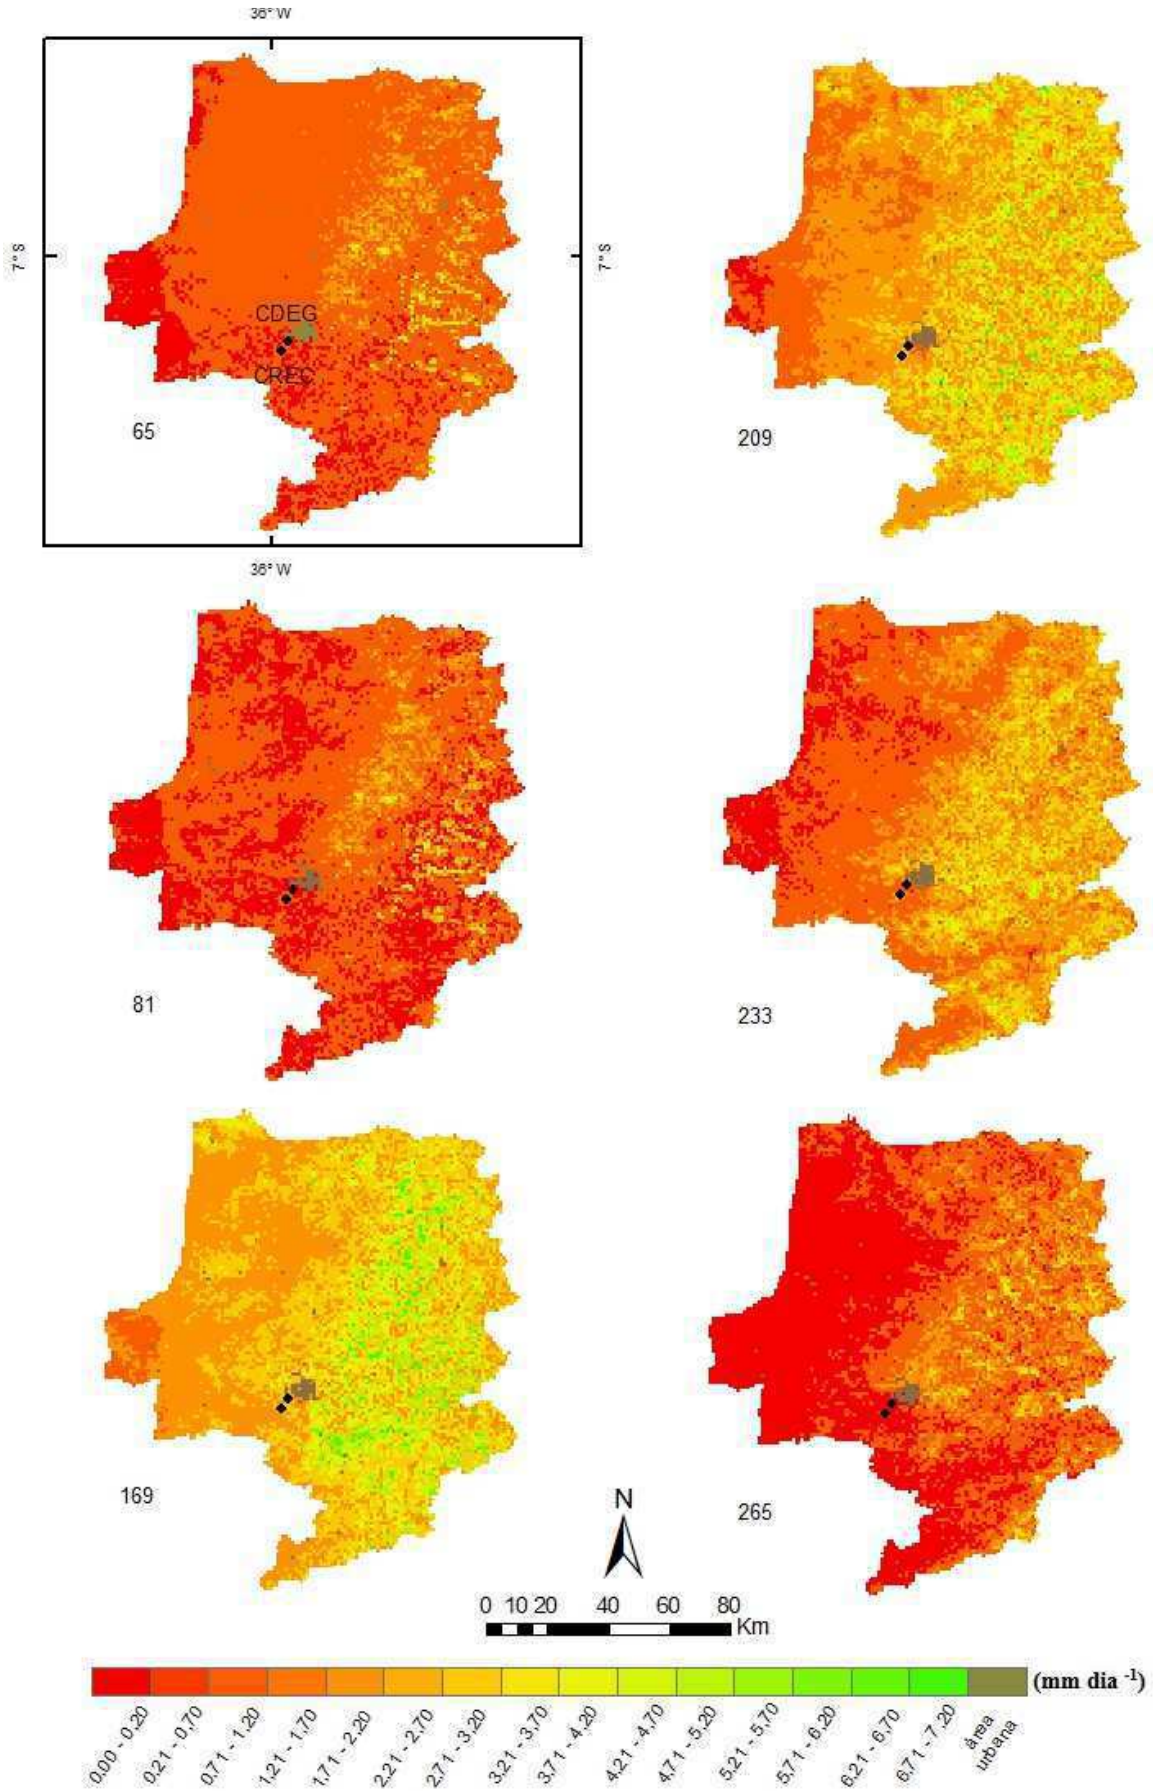 36° W
7° S
7° S
CDEG
CREC
65
209
36° W
81
233
169
265
N
0 10 20 40 60 80
Km
(mm dia -1)
0,00 - 0,20
0,21 - 0,70
0,71 - 1,20
1,21 - 1,70
1,71 - 2,20
2,21 - 2,70
2,71 - 3,20
3,21 - 3,70
3,71 - 4,20
4,21 - 4,70
4,71 - 5,20
5,21 - 5,70
5,71 - 6,20
6,21 - 6,70
6,71 - 7,20
área
urbana